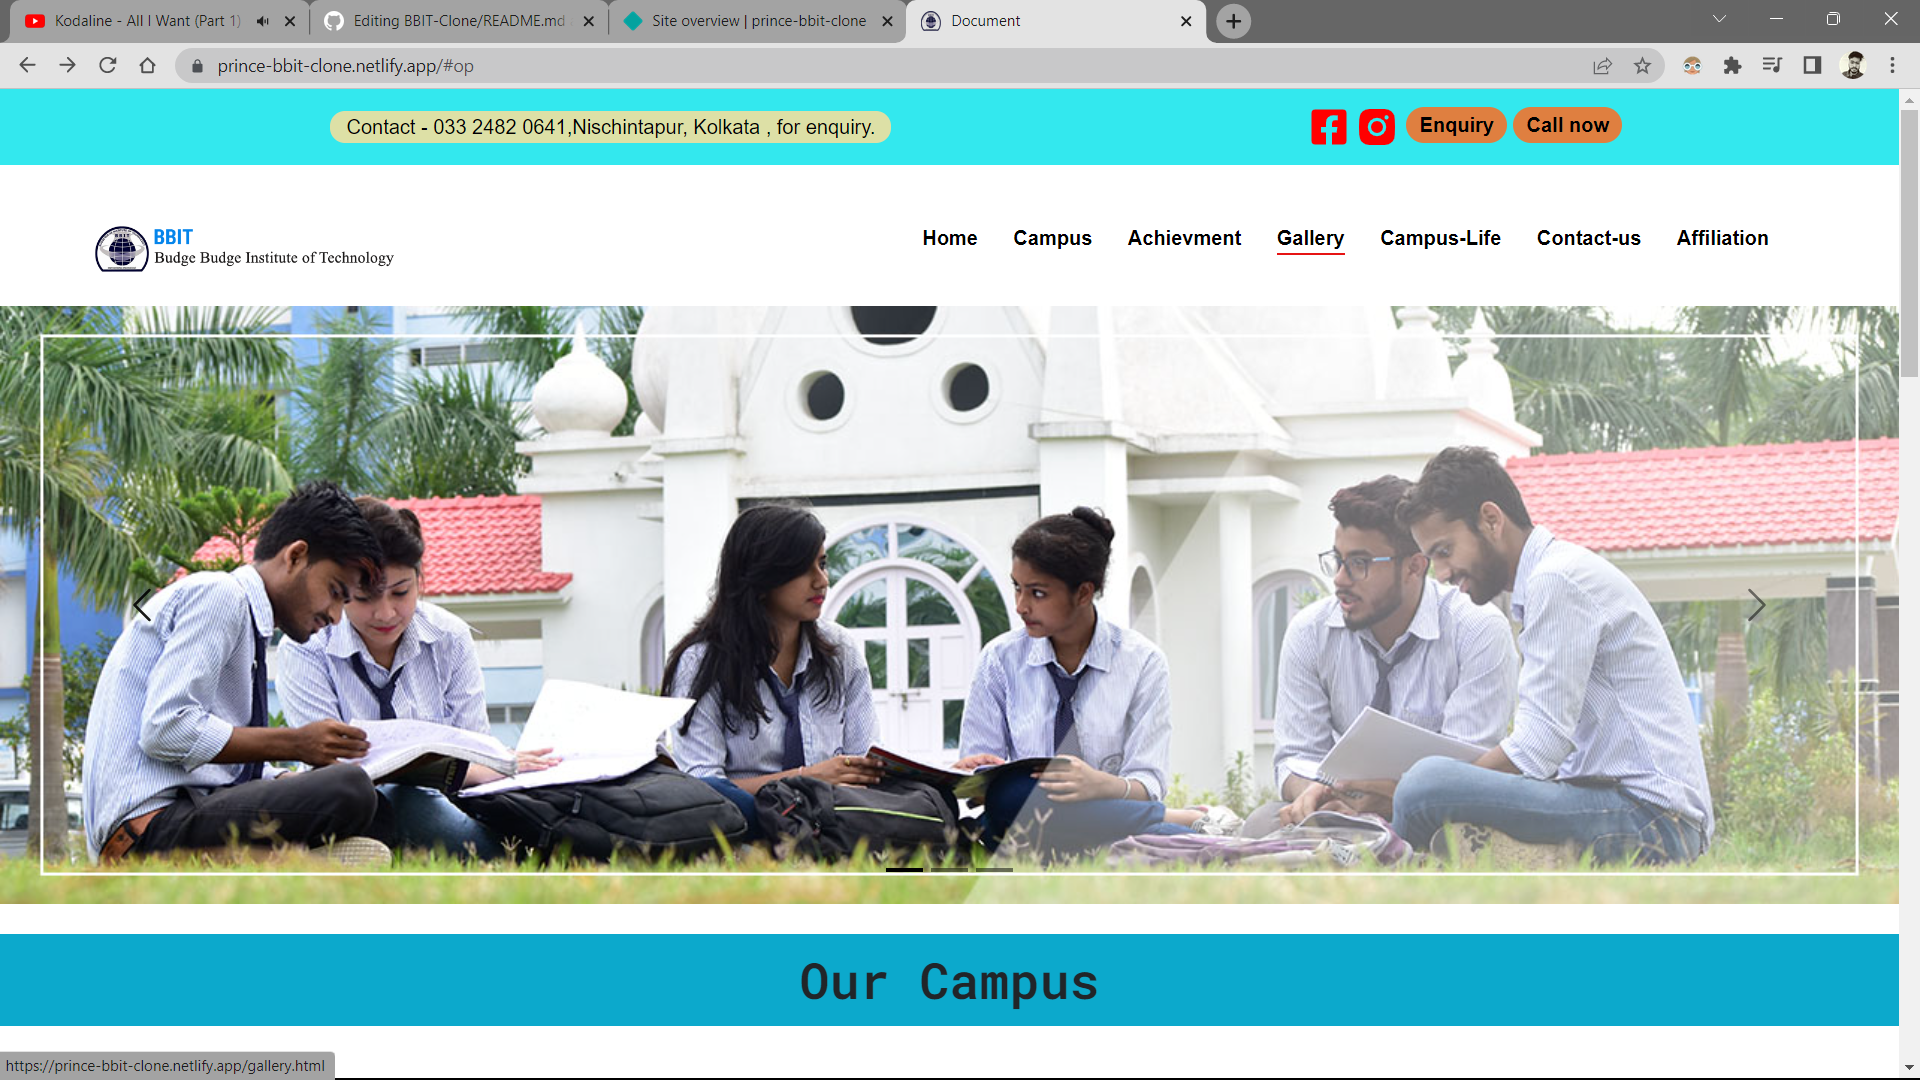 Kodaline - All I Want (Part 1)
Editing BBIT-Clone/README.md
Site overview | prince-bbit-clone
Document
prince-bbit-clone.netlify.app/#op
Contact - 033 2482 0641,Nischintapur, Kolkata , for enquiry.
Enquiry
Call now
BBIT
Budge Budge Institute of Technology
Home
Campus
Achievment
Gallery
Campus-Life
Contact-us
Affiliation
Our Campus
https://prince-bbit-clone.netlify.app/gallery.html